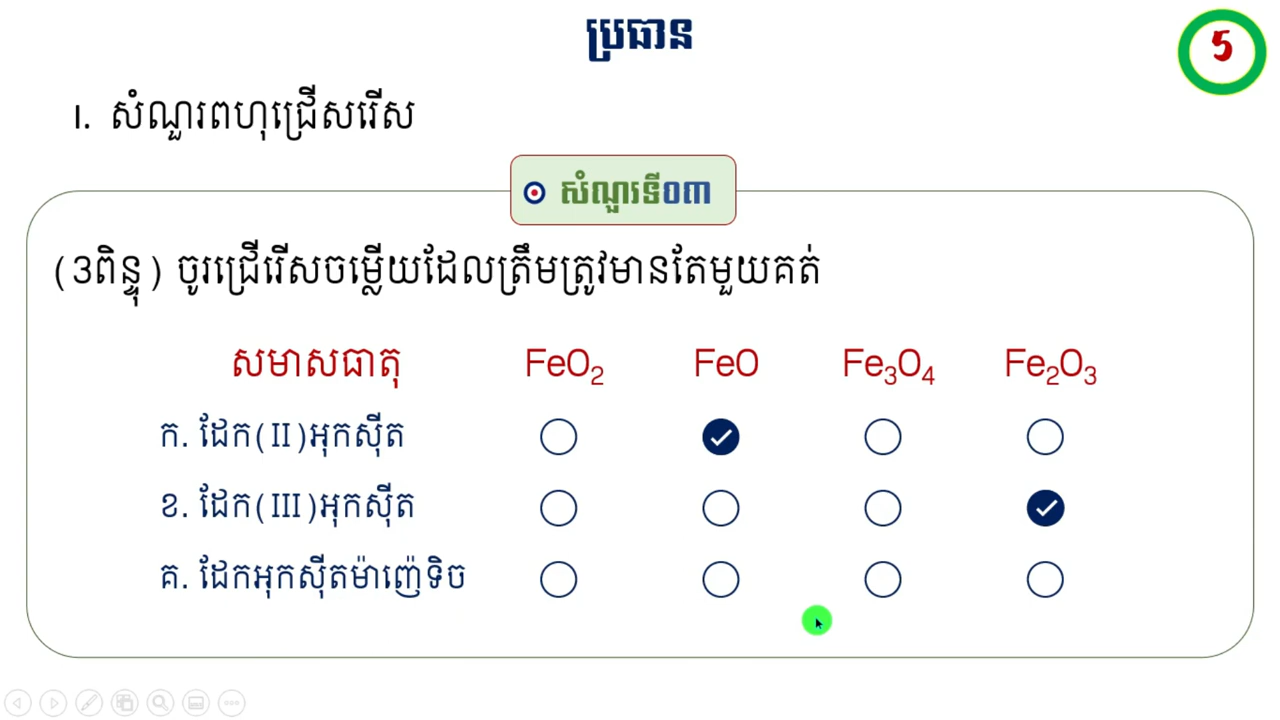 ប្រធាន
5
I. សំណួរពហុជ្រើសរើស
សំណួរទី០៣
(3ពិន្ទុ) ចូរជ្រើរើសចម្លើយដែលត្រឹមត្រូវមានតែមួយគត់
សមាសធាតុ FeO₂ FeO Fe₃O₄ Fe₂O₃
ក. ដែក(II)អុកស៊ីត
ខ. ដែក(III)អុកស៊ីត
គ. ដែកអុកស៊ីតម៉ាញ៉េទិច